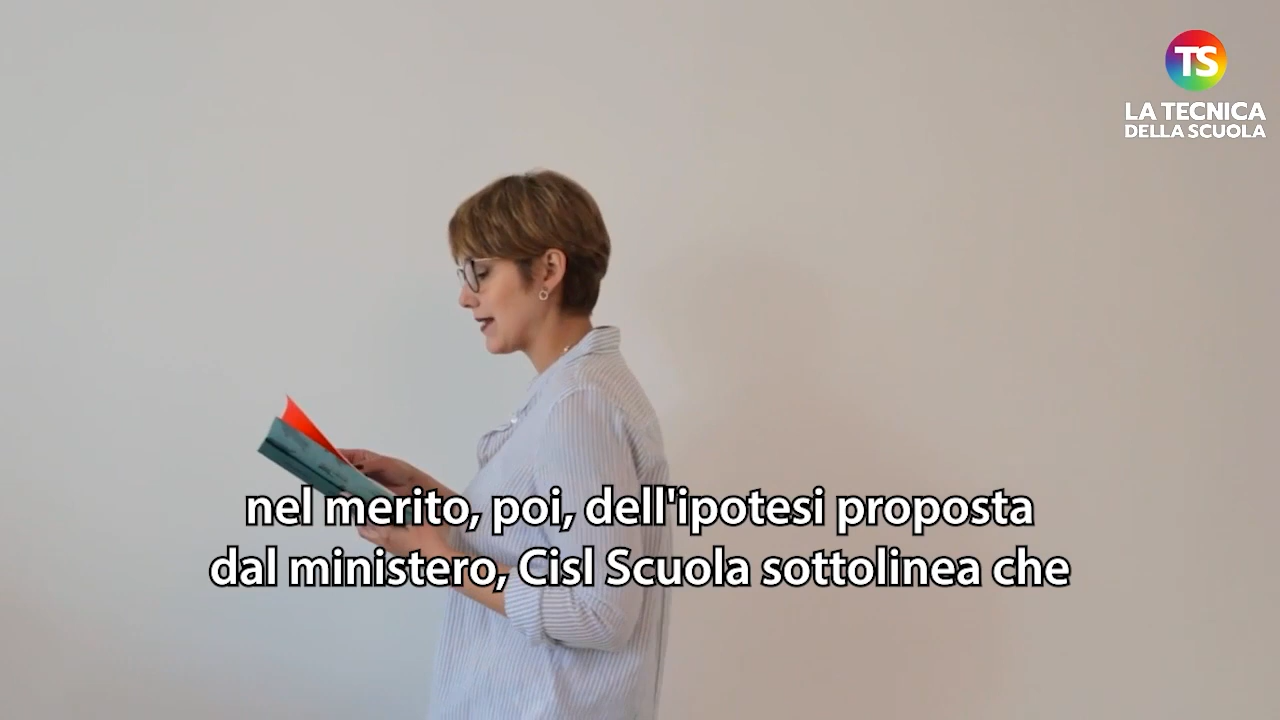 TS
LA TECNICA
DELLA SCUOLA
nel merito, poi, dell'ipotesi proposta
dal ministero, Cisl Scuola sottolinea che